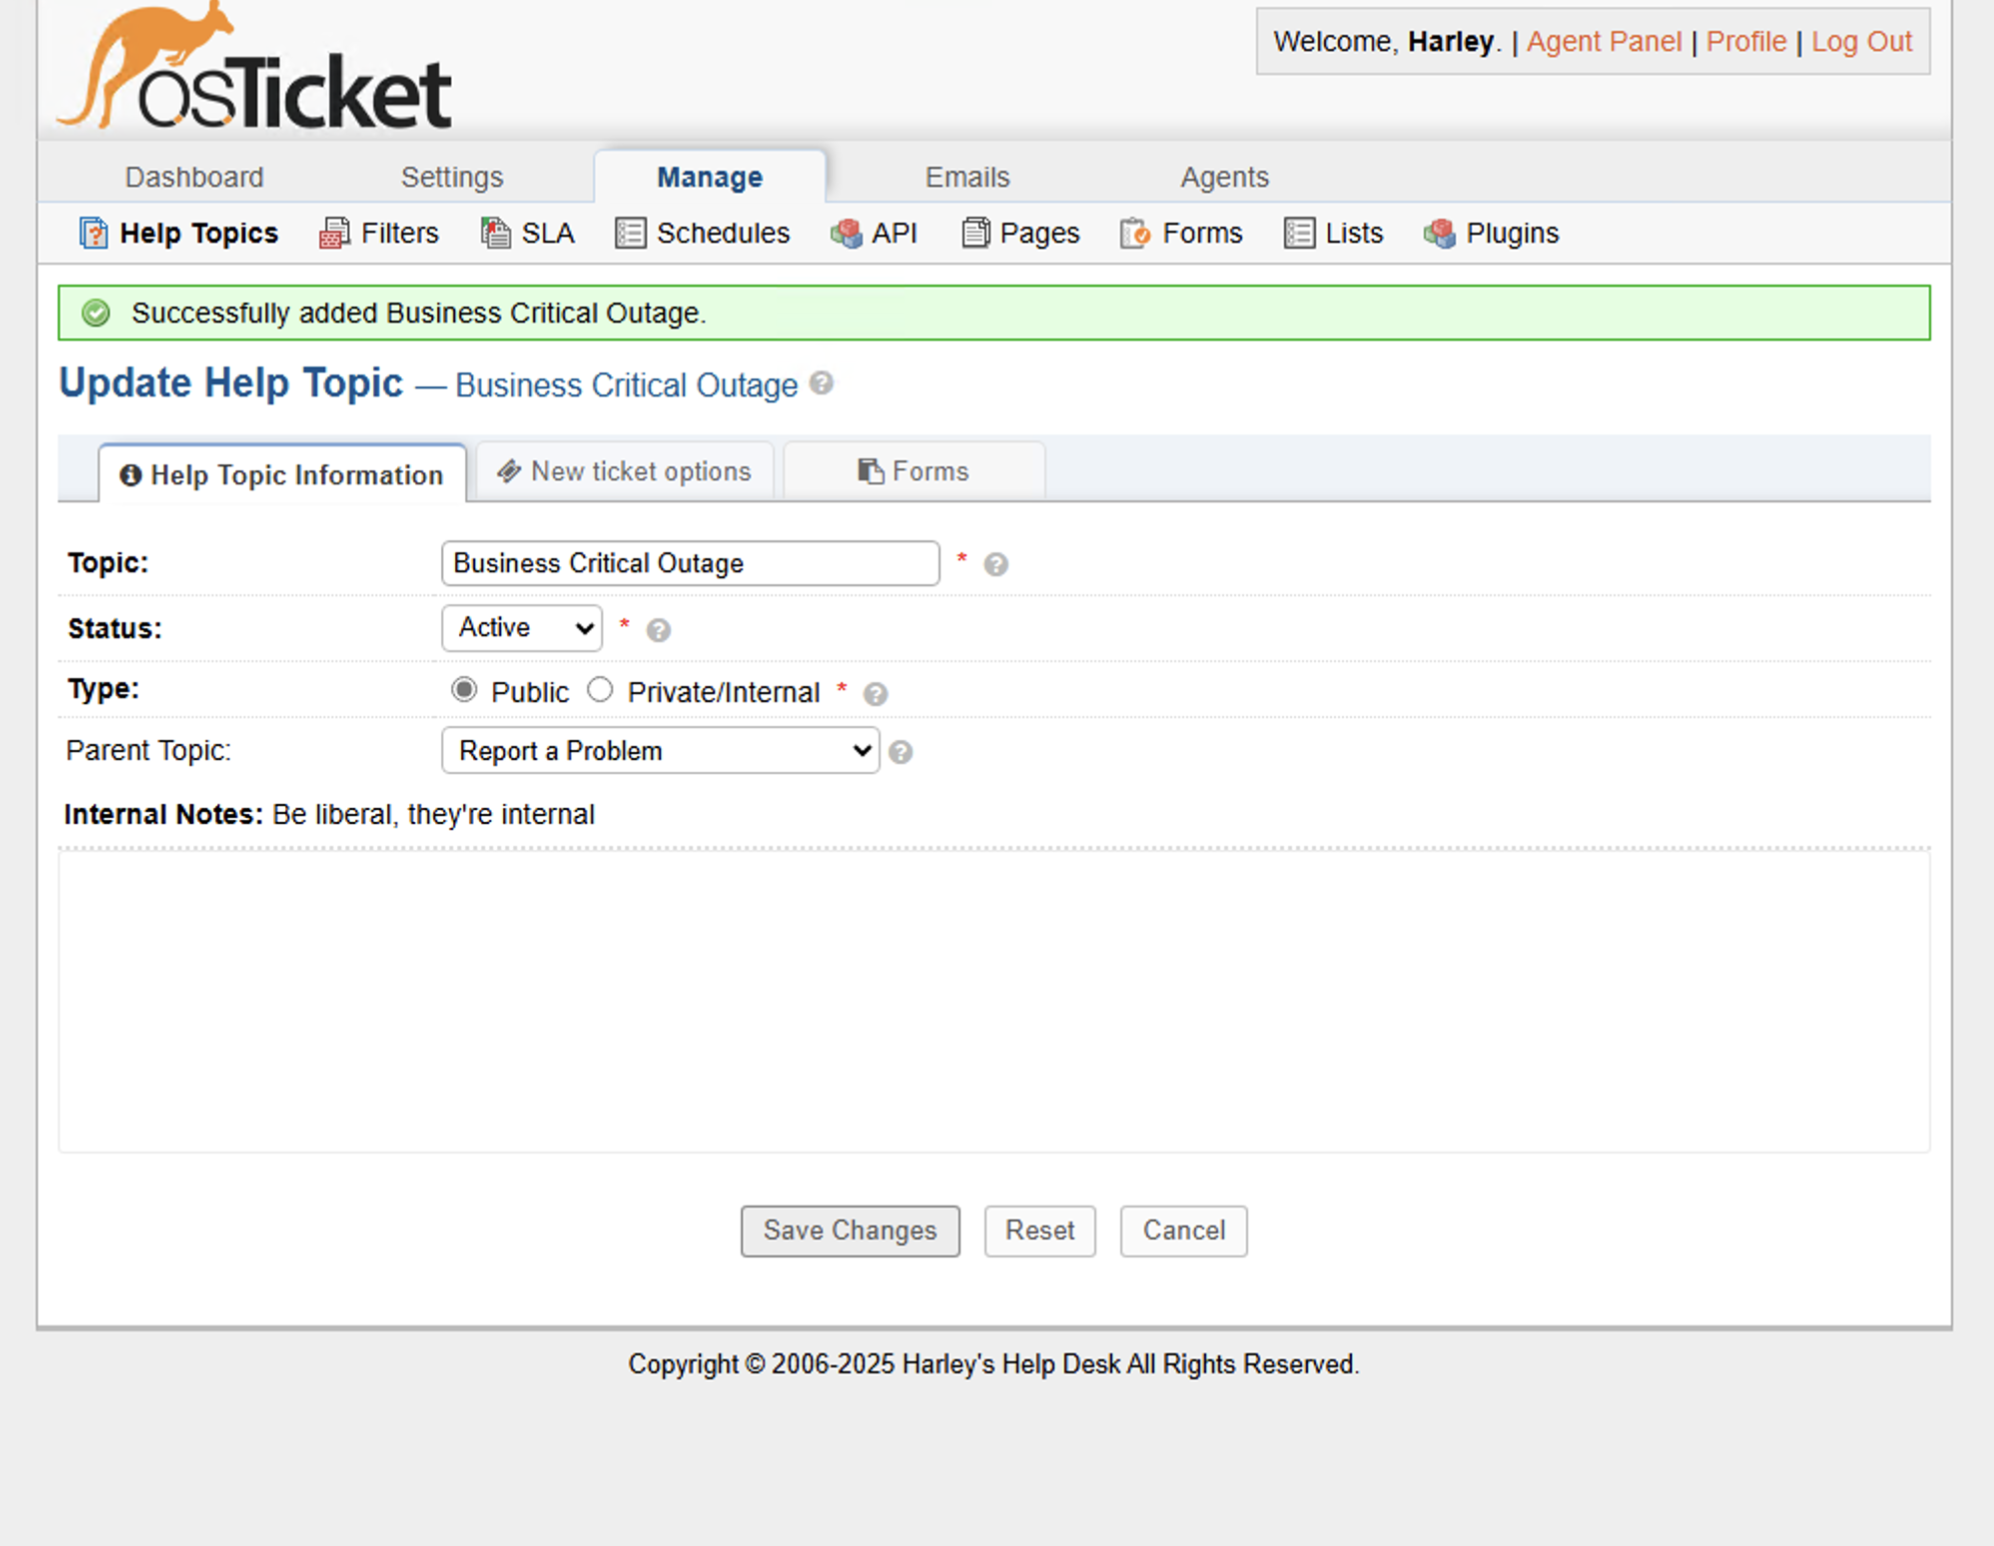 osTicket
Welcome, Harley. | Agent Panel | Profile | Log Out
Dashboard Settings Manage Emails Agents
Help Topics Filters SLA Schedules API Pages Forms Lists Plugins
Successfully added Business Critical Outage.
Update Help Topic — Business Critical Outage ?
Help Topic Information New ticket options Forms
Topic: Business Critical Outage * ?
Status: Active * ?
Type: Public Private/Internal * ?
Parent Topic: Report a Problem ?
Internal Notes: Be liberal, they're internal
Save Changes Reset Cancel
Copyright © 2006-2025 Harley's Help Desk All Rights Reserved.